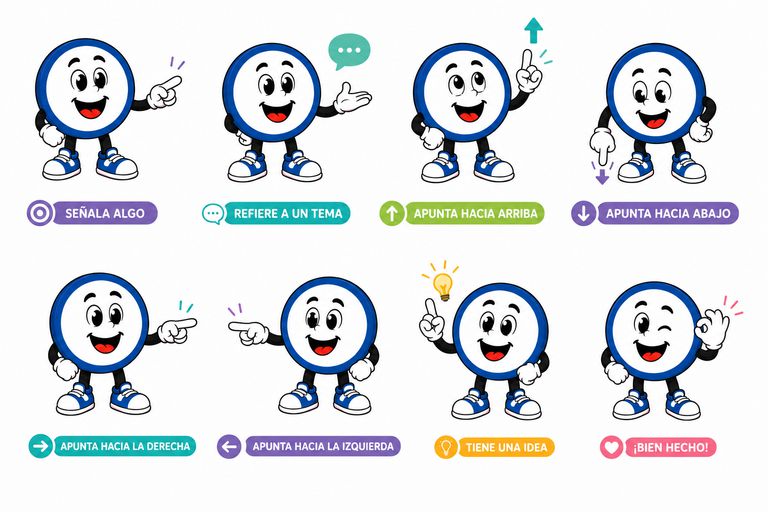 SEÑALA ALGO
REFIERE A UN TEMA
APUNTA HACIA ARRIBA
APUNTA HACIA ABAJO
APUNTA HACIA LA DERECHA
APUNTA HACIA LA IZQUIERDA
TIENE UNA IDEA
¡BIEN HECHO!